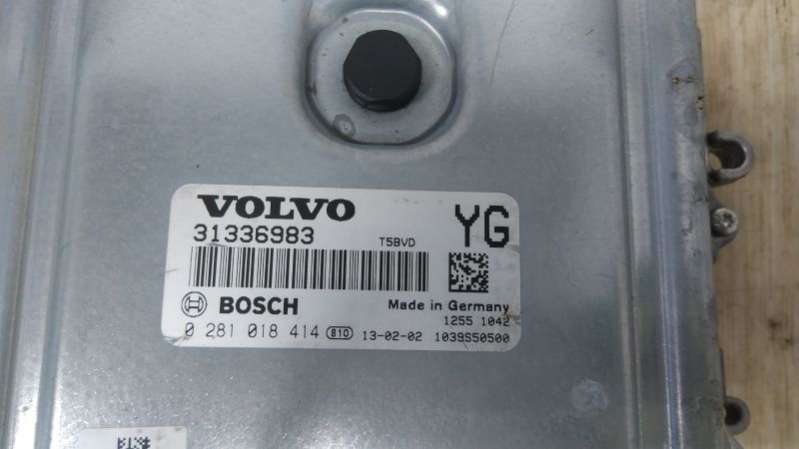 VOLVO
YG
31336983
T5BVD
BOSCH
Made in Germany
1255 1042
0 281 018 414 810 13-02-02 1039S50500